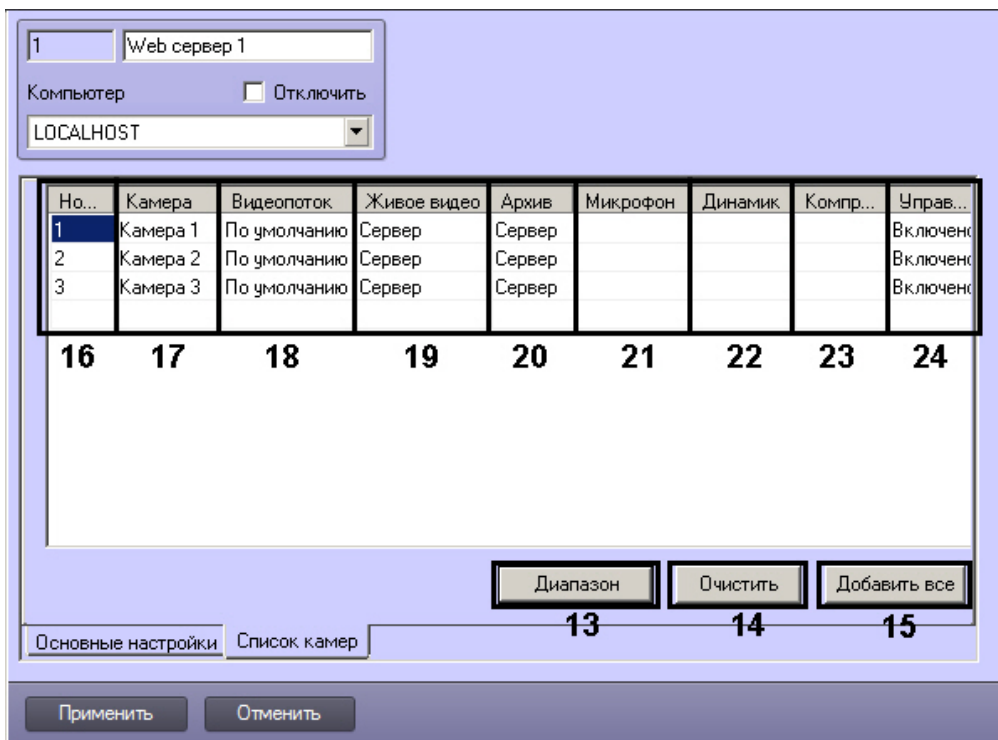 1 Web сервер 1
Компьютер Отключить
LOCALHOST
Но... Камера Видеопоток Живое видео Архив Микрофон Динамик Компр... Управ...
1 Камера 1 По умолчанию Сервер Сервер Включено
2 Камера 2 По умолчанию Сервер Сервер Включено
3 Камера 3 По умолчанию Сервер Сервер Включено
16 17 18 19 20 21 22 23 24
Диапазон Очистить Добавить все
13 14 15
Основные настройки Список камер
Применить Отменить